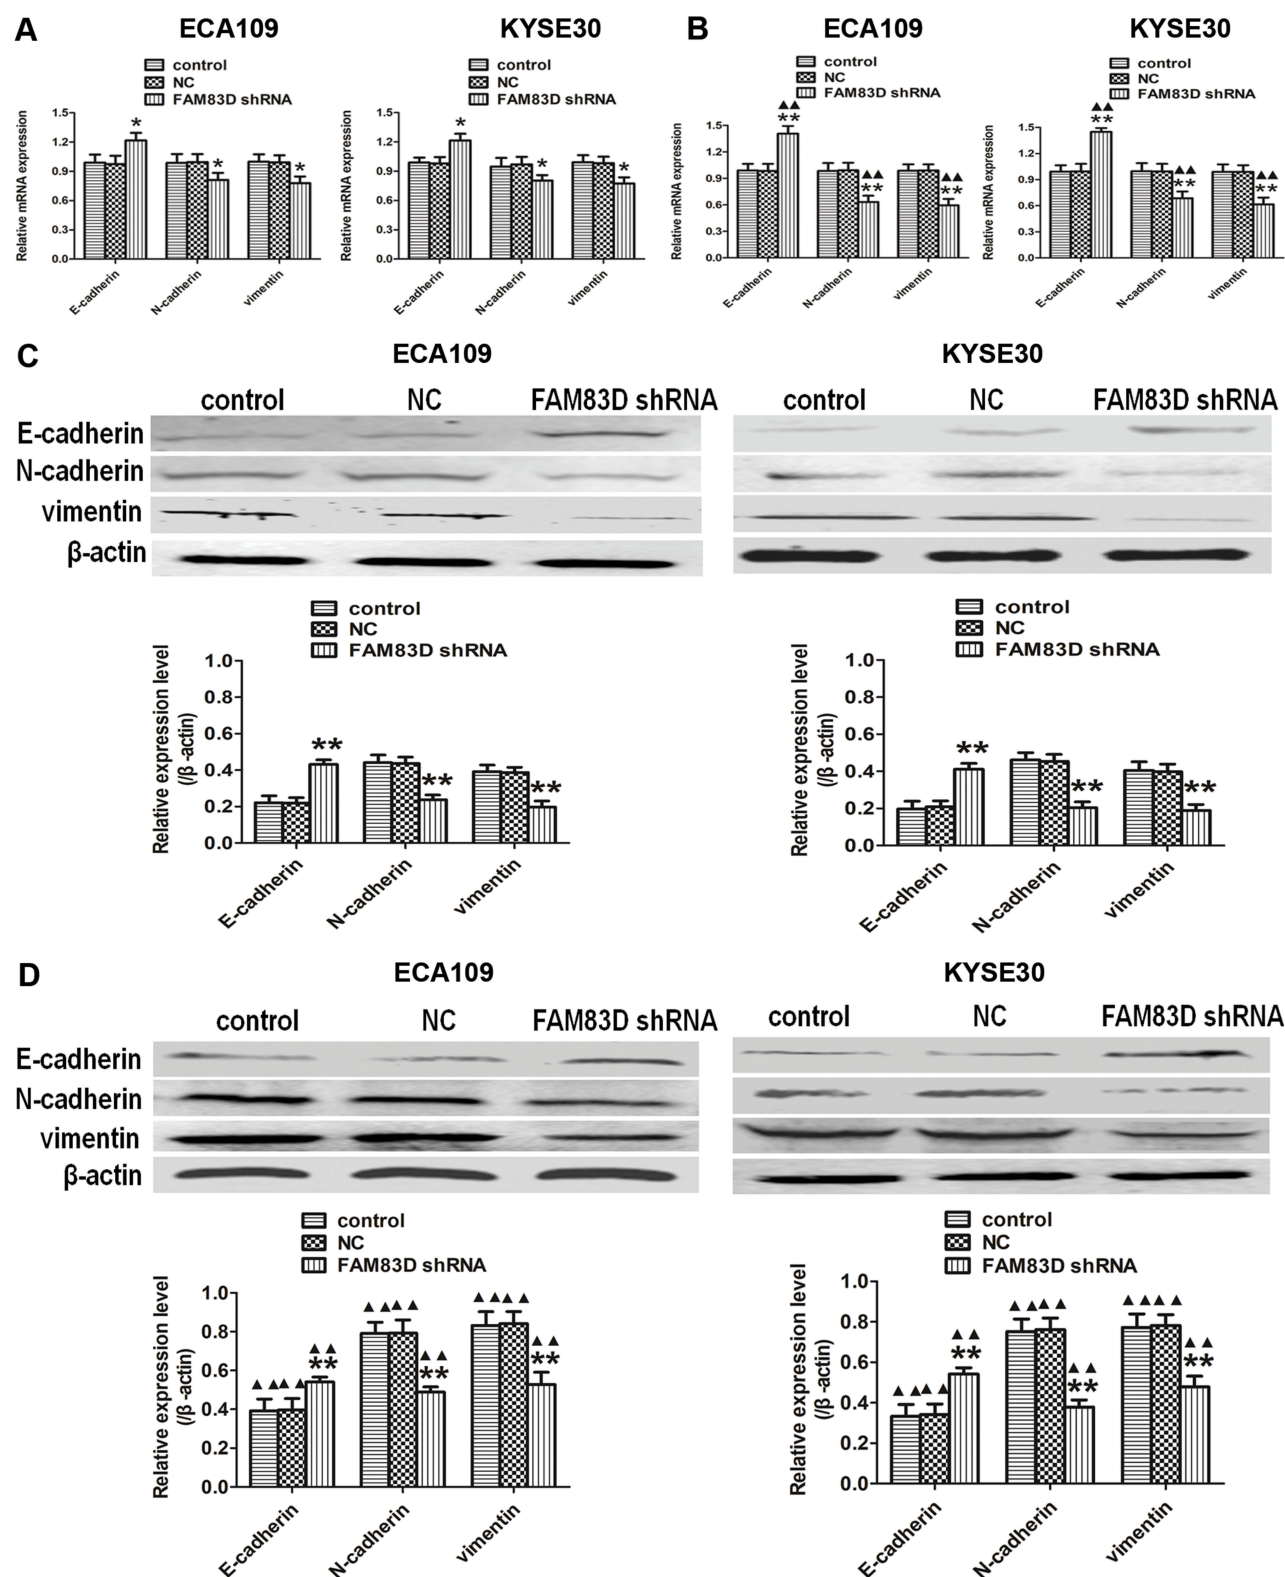 A
ECA109
control
NC
FAM83D shRNA
Relative mRNA expression
1.5
1.2
0.9
0.6
0.3
0.0
*
*
*
E-cadherin
N-cadherin
vimentin
KYSE30
control
NC
FAM83D shRNA
Relative mRNA expression
1.5
1.2
0.9
0.6
0.3
0.0
*
*
*
E-cadherin
N-cadherin
vimentin
B
ECA109
control
NC
FAM83D shRNA
Relative mRNA expression
1.5
1.2
0.9
0.6
0.3
0.0
▲▲
**
▲▲
**
▲▲
**
E-cadherin
N-cadherin
vimentin
KYSE30
control
NC
FAM83D shRNA
Relative mRNA expression
1.5
1.2
0.9
0.6
0.3
0.0
▲▲
**
▲▲
**
▲▲
**
E-cadherin
N-cadherin
vimentin
C
ECA109
control NC FAM83D shRNA
E-cadherin
N-cadherin
vimentin
β-actin
KYSE30
control NC FAM83D shRNA
control
NC
FAM83D shRNA
Relative expression level
(/β -actin)
1.0
0.8
0.6
0.4
0.2
0.0
**
**
**
E-cadherin
N-cadherin
vimentin
control
NC
FAM83D shRNA
Relative expression level
(/β -actin)
1.0
0.8
0.6
0.4
0.2
0.0
**
**
**
E-cadherin
N-cadherin
vimentin
D
ECA109
control NC FAM83D shRNA
E-cadherin
N-cadherin
vimentin
β-actin
KYSE30
control NC FAM83D shRNA
control
NC
FAM83D shRNA
Relative expression level
(/β -actin)
1.0
0.8
0.6
0.4
0.2
0.0
▲▲▲▲
▲▲
**
▲▲▲▲
▲▲
**
▲▲▲▲
▲▲
**
E-cadherin
N-cadherin
vimentin
control
NC
FAM83D shRNA
Relative expression level
(/β -actin)
1.0
0.8
0.6
0.4
0.2
0.0
▲▲▲▲
▲▲
**
▲▲▲▲
▲▲
**
▲▲▲▲
▲▲
**
E-cadherin
N-cadherin
vimentin